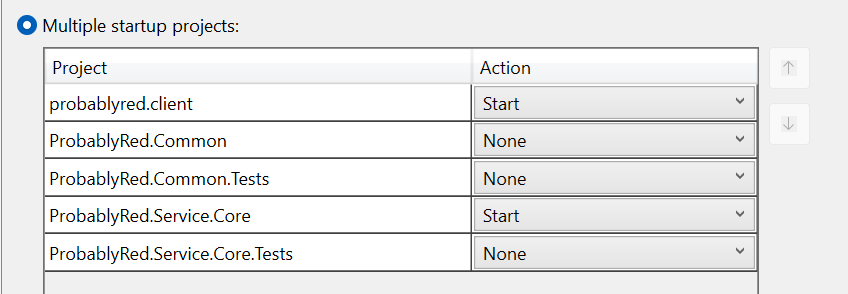 Multiple startup projects:
Project Action
probablyred.client Start
ProbablyRed.Common None
ProbablyRed.Common.Tests None
ProbablyRed.Service.Core Start
ProbablyRed.Service.Core.Tests None